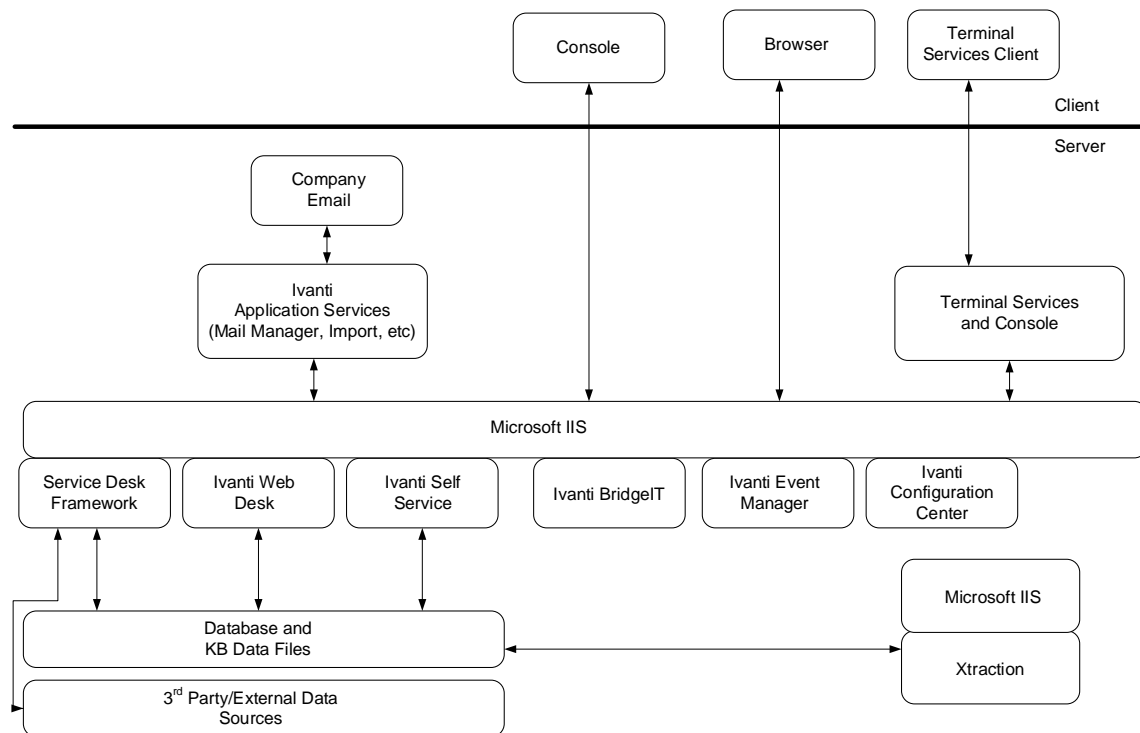 Console
Browser
Terminal
Services Client
Client
Server
Company
Email
Ivanti
Application Services
(Mail Manager, Import, etc)
Terminal Services
and Console
Microsoft IIS
Service Desk
Framework
Ivanti Web
Desk
Ivanti Self
Service
Ivanti BridgeIT
Ivanti Event
Manager
Ivanti
Configuration
Center
Microsoft IIS
Database and
KB Data Files
Xtraction
3rd Party/External Data
Sources